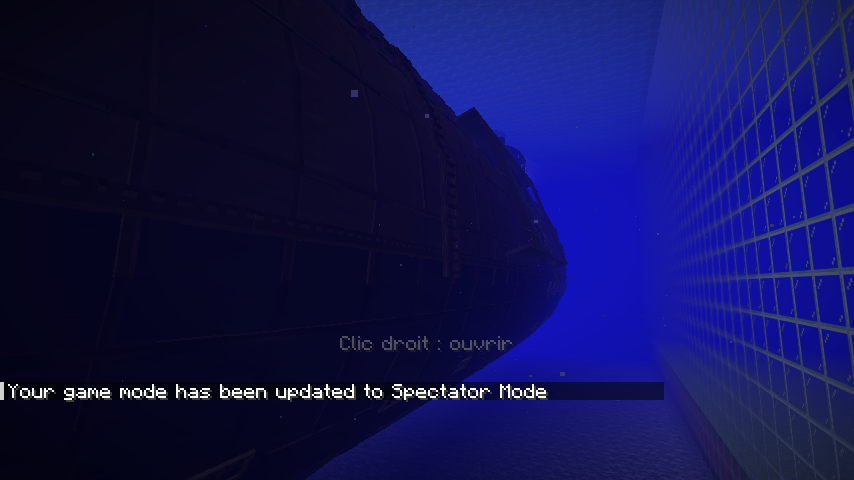 Clic droit : ouvrir
Your game mode has been updated to Spectator Mode